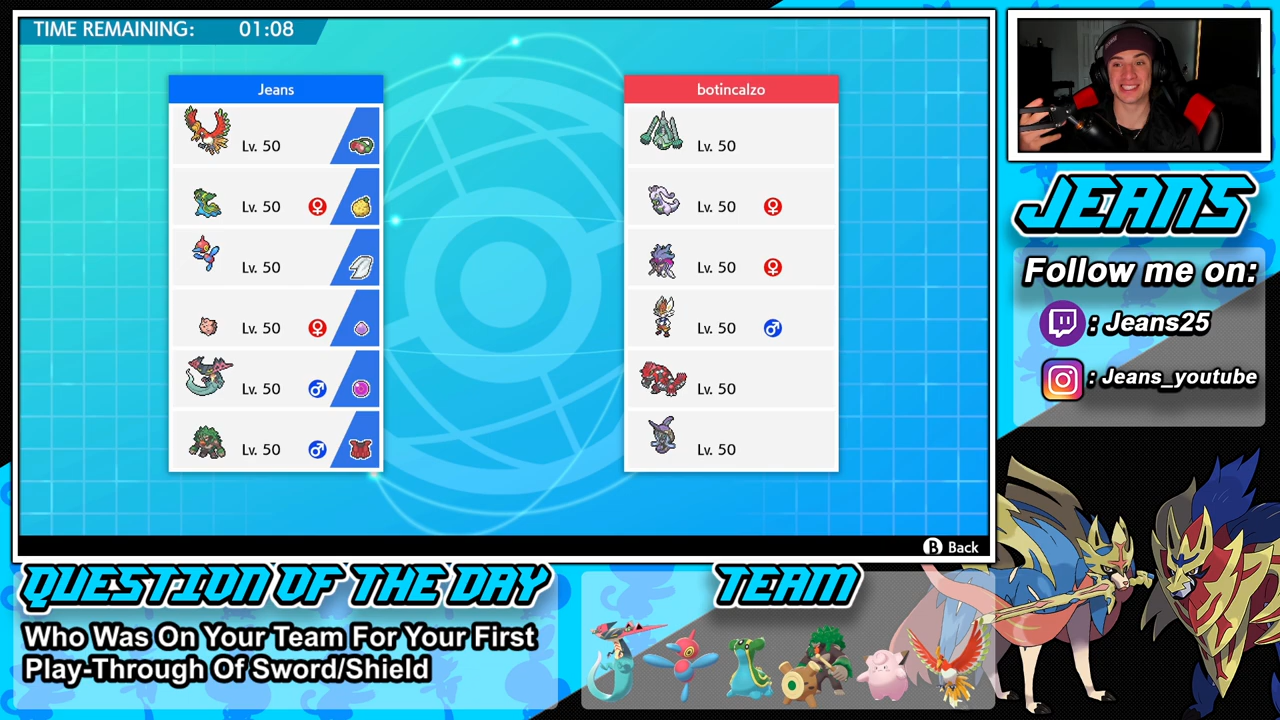 TIME REMAINING: 01:08
Jeans
Lv. 50
Lv. 50
Lv. 50
Lv. 50
Lv. 50
Lv. 50
botincalzo
Lv. 50
Lv. 50
Lv. 50
Lv. 50
Lv. 50
Lv. 50
B Back
JEANS
Follow me on:
: Jeans25
: Jeans_youtube
QUESTION OF THE DAY
Who Was On Your Team For Your First
Play-Through Of Sword/Shield
TEAM